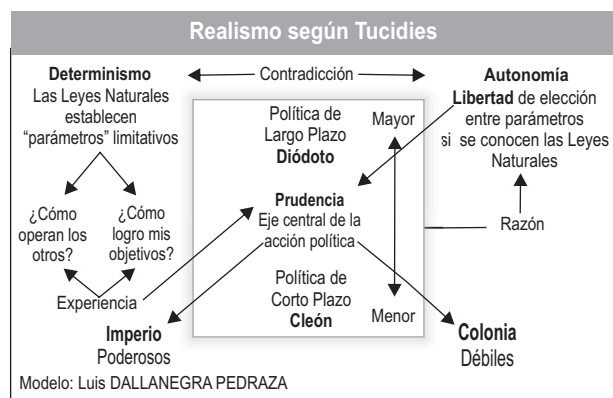 Realismo según Tucidies
Determinismo
Las Leyes Naturales
establecen
“parámetros” limitativos
Contradicción
Autonomía
Libertad de elección
entre parámetros
si se conocen las Leyes
Naturales
Política de
Largo Plazo
Diódoto
Mayor
¿Cómo
operan los
otros?
¿Cómo
logro mis
objetivos?
Prudencia
Eje central de la
acción política
Razón
Experiencia
Política de
Corto Plazo
Cleón
Menor
Imperio
Poderosos
Colonia
Débiles
Modelo: Luis DALLANEGRA PEDRAZA